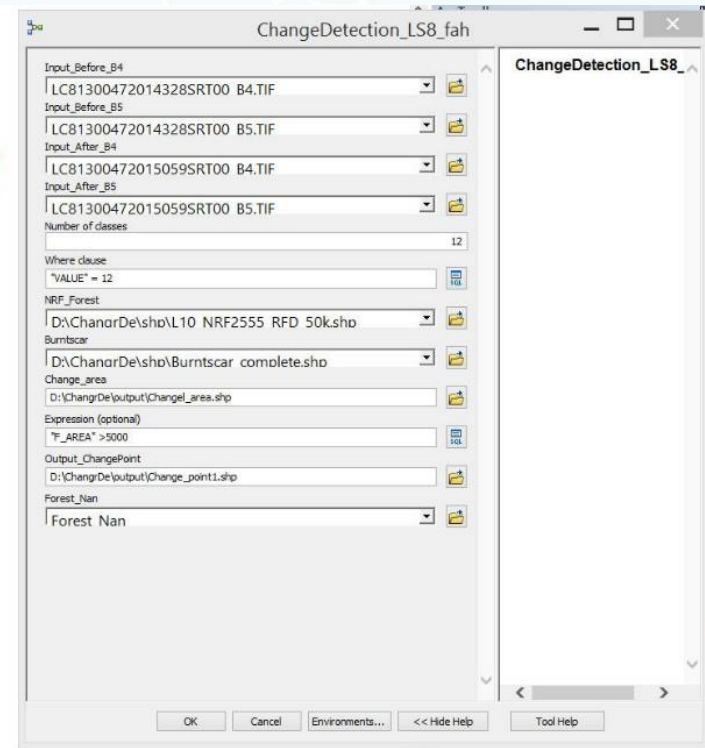 ChangeDetection_LS8_fah
Input_Before_B4
LC81300472014328SRT00 B4.TIF
Input_Before_B5
LC81300472014328SRT00 B5.TIF
Input_After_B4
LC81300472015059SRT00 B4.TIF
Input_After_B5
LC81300472015059SRT00 B5.TIF
Number of classes
12
Where clause
"VALUE" = 12
SQL
NRF_Forest
D:\ChangrDe\shp\L10 NRF2555 RFD 50k.shp
Burntscar
D:\ChangrDe\shp\Burntscar complete.shp
Change_area
D:\ChangrDe\output\Changel_area.shp
Expression (optional)
"F_AREA" >5000
SQL
Output_ChangePoint
D:\ChangrDe\output\Change_point1.shp
Forest_Nan
Forest Nan
ChangeDetection_LS8_
OK
Cancel
Environments...
<< Hide Help
Tool Help